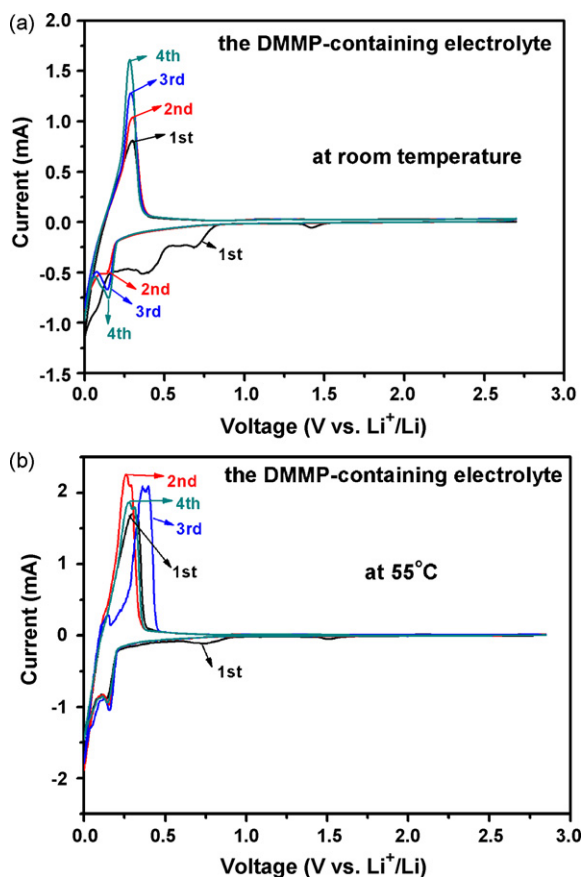 (a)
the DMMP-containing electrolyte
at room temperature
4th
3rd
2nd
1st
1st
2nd
3rd
4th
2.0
1.5
1.0
0.5
0.0
-0.5
-1.0
-1.5
Current (mA)
0.0 0.5 1.0 1.5 2.0 2.5 3.0
Voltage (V vs. Li⁺/Li)
(b)
the DMMP-containing electrolyte
at 55°C
2nd
4th
3rd
1st
1st
2
1
0
-1
-2
Current (mA)
0.0 0.5 1.0 1.5 2.0 2.5 3.0
Voltage (V vs. Li⁺/Li)